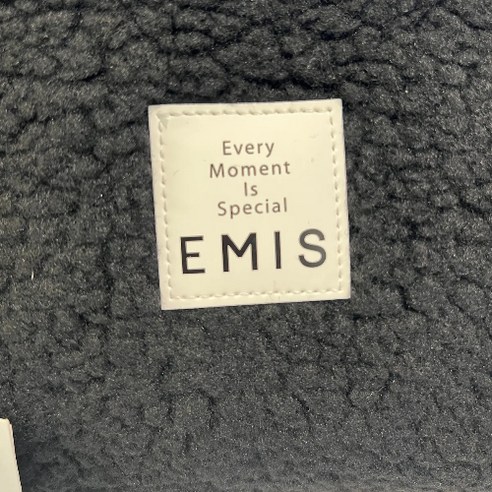 Every
Moment
Is
Special
EMIS